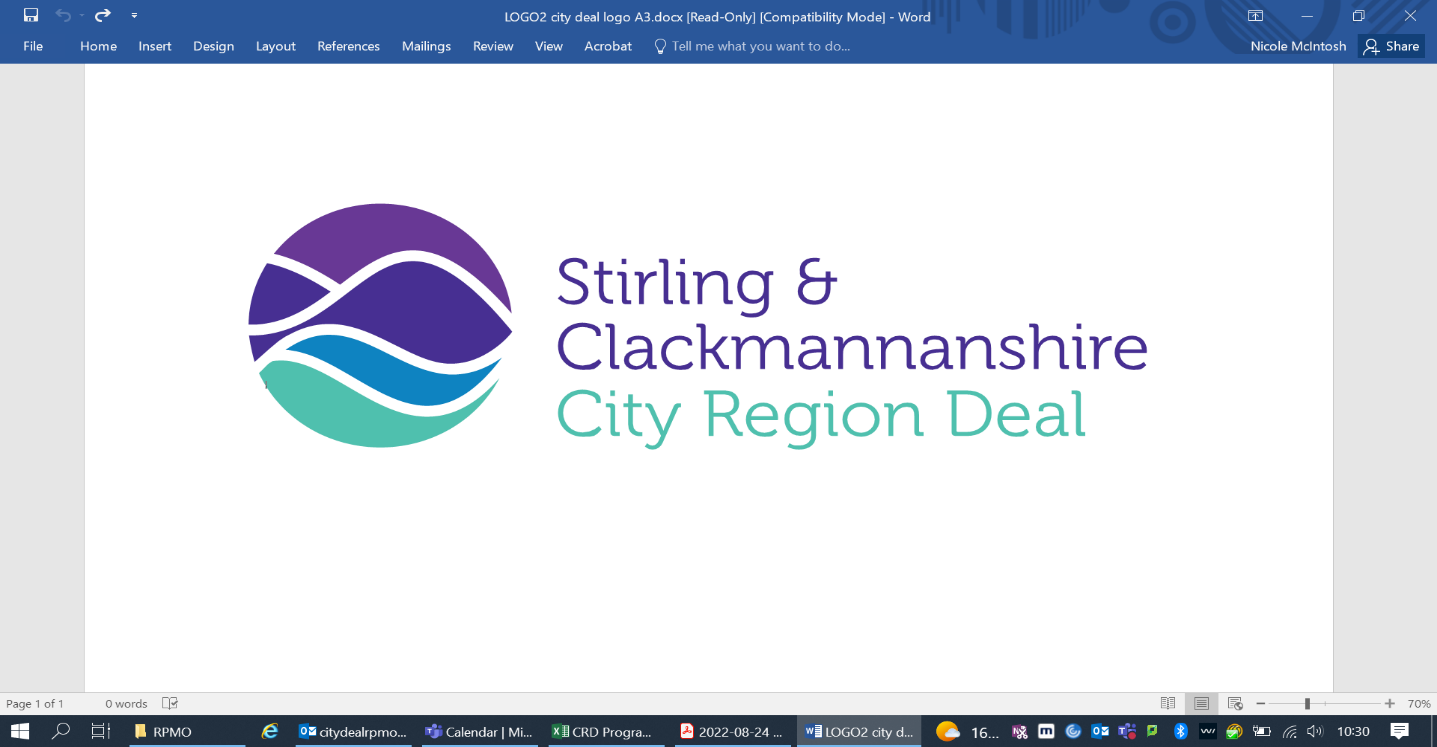 LOGO2 city deal logo A3.docx [Read-Only] [Compatibility Mode] - Word
File Home Insert Design Layout References Mailings Review View Acrobat Tell me what you want to do... Nicole McIntosh Share
Stirling &
Clackmannanshire
City Region Deal
Page 1 of 1 0 words 70%
RPMO citydealrpmo... Calendar | Mi... CRD Progra... 2022-08-24 ... LOGO2 city d... 16... 10:30